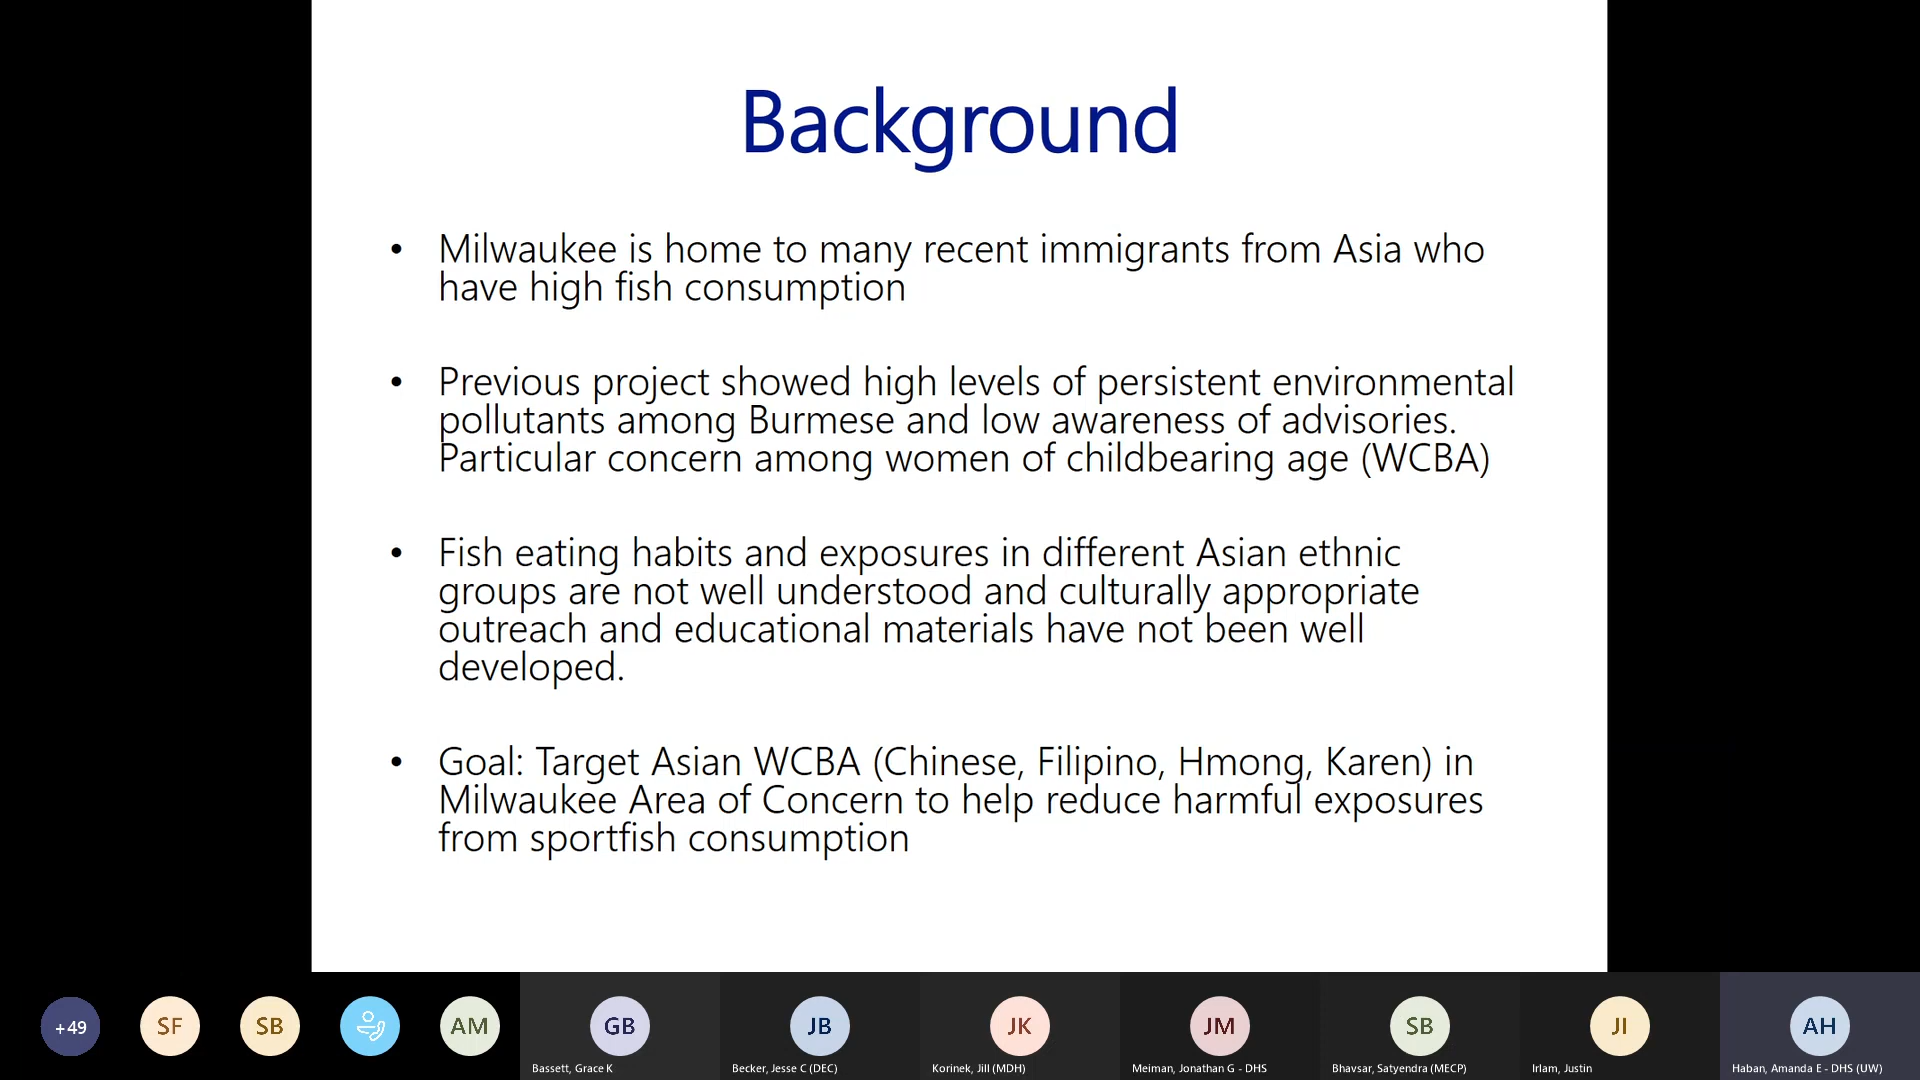 Background
• Milwaukee is home to many recent immigrants from Asia who
have high fish consumption
• Previous project showed high levels of persistent environmental
pollutants among Burmese and low awareness of advisories.
Particular concern among women of childbearing age (WCBA)
• Fish eating habits and exposures in different Asian ethnic
groups are not well understood and culturally appropriate
outreach and educational materials have not been well
developed.
• Goal: Target Asian WCBA (Chinese, Filipino, Hmong, Karen) in
Milwaukee Area of Concern to help reduce harmful exposures
from sportfish consumption
+49 SF SB AM GB JB JK JM SB JI AH
Bassett, Grace K Becker, Jesse C (DEC) Korinek, Jill (MDH) Meiman, Jonathan G - DHS Bhavsar, Satyendra (MECP) Irlam, Justin Haban, Amanda E - DHS (UW)